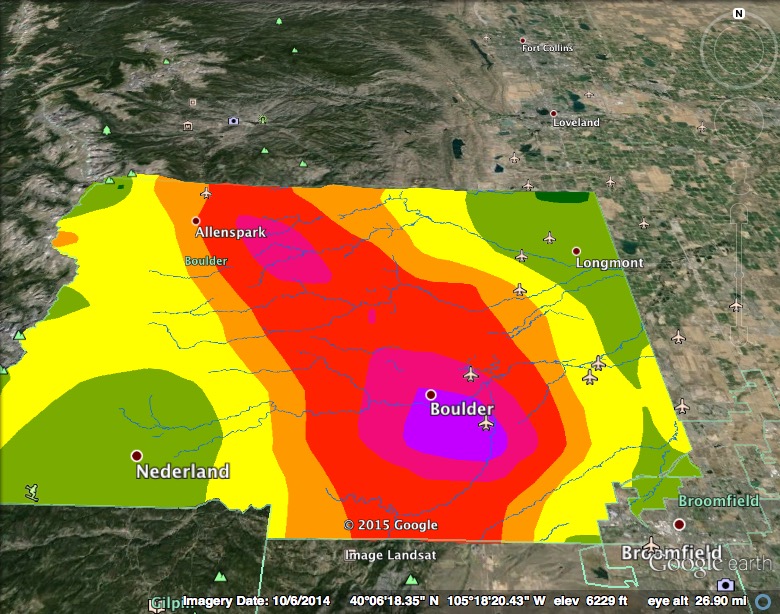 N
Fort Collins
Loveland
Allenspark
Boulder
Longmont
Boulder
Nederland
Broomfield
© 2015 Google
Image Landsat
Broomfield
Google earth
Gilpin
Imagery Date: 10/6/2014 40°06'18.35" N 105°18'20.43" W elev 6229 ft eye alt 26.90 mi